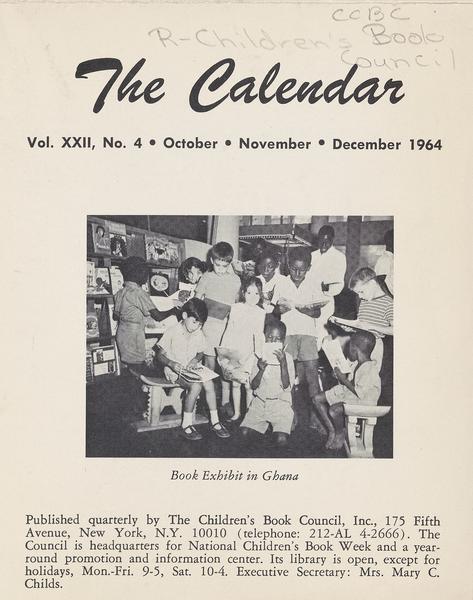 CCBC
R-Children's Book
Council
The Calendar
Vol. XXII, No. 4 • October • November • December 1964
Book Exhibit in Ghana
Published quarterly by The Children's Book Council, Inc., 175 Fifth
Avenue, New York, N.Y. 10010 (telephone: 212-AL 4-2666). The
Council is headquarters for National Children's Book Week and a year-
round promotion and information center. Its library is open, except for
holidays, Mon.-Fri. 9-5, Sat. 10-4. Executive Secretary: Mrs. Mary C.
Childs.